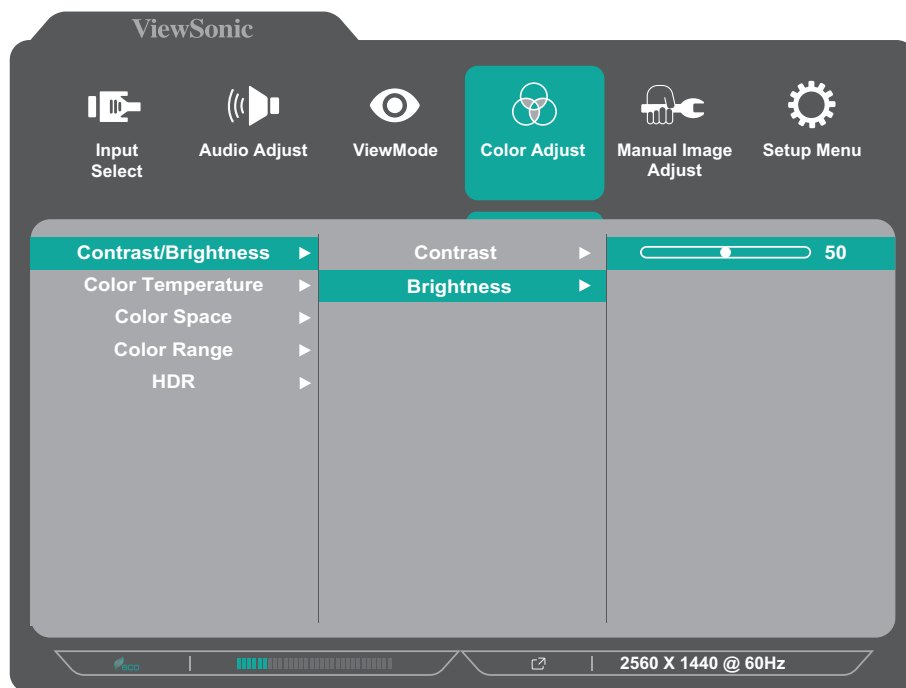 ViewSonic
Input
Select
Audio Adjust
ViewMode
Color Adjust
Manual Image
Adjust
Setup Menu
Contrast/Brightness
Color Temperature
Color Space
Color Range
HDR
Contrast
Brightness
50
eco
2560 X 1440 @ 60Hz